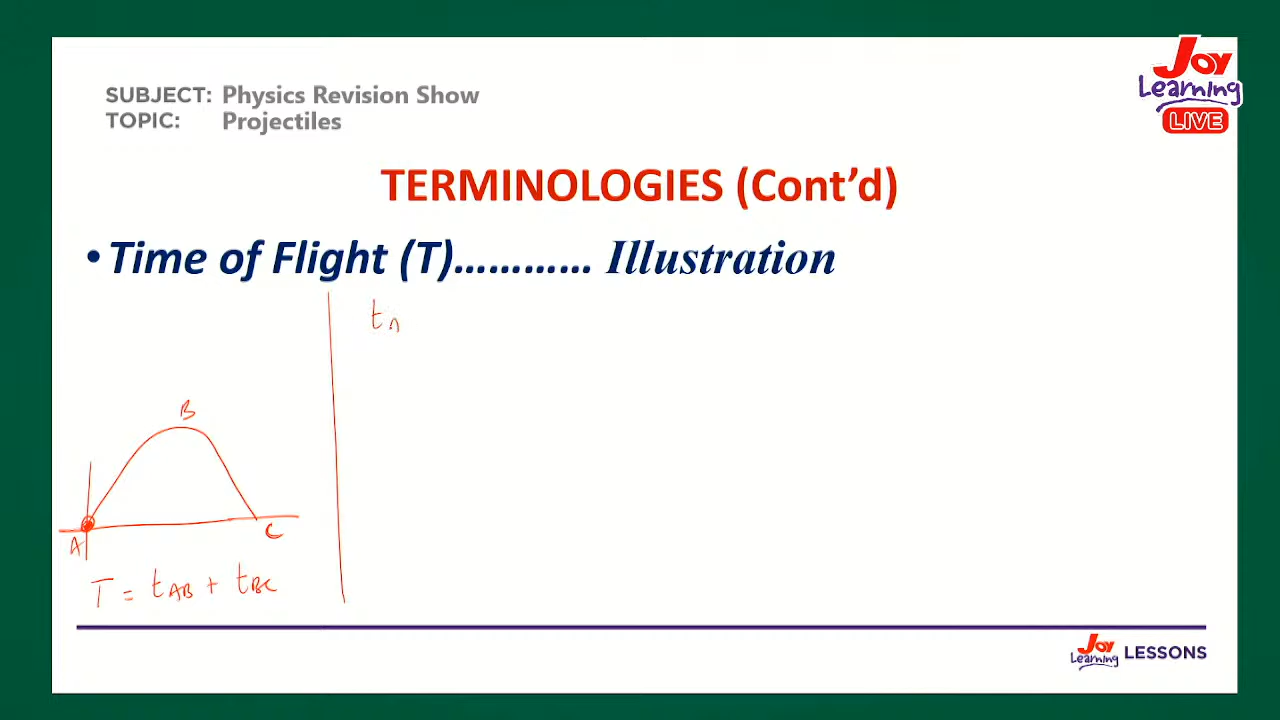 Joy
Learning
LIVE
SUBJECT: Physics Revision Show
TOPIC: Projectiles
TERMINOLOGIES (Cont’d)
•Time of Flight (T)………… Illustration
t
B
A
C
T = tAB + tBC
Joy
Learning LESSONS